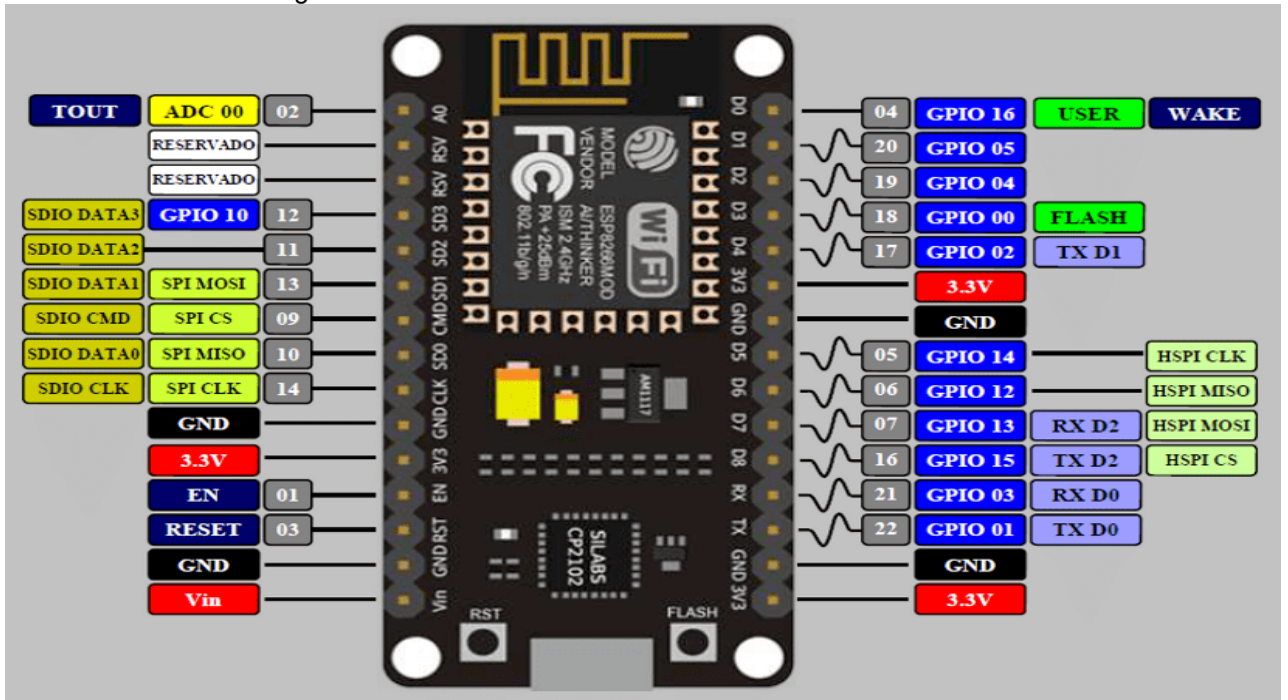 TOUT ADC 00 02
RESERVADO
RESERVADO
SDIO DATA3 GPIO 10 12
SDIO DATA2 11
SDIO DATA1 SPI MOSI 13
SDIO CMD SPI CS 09
SDIO DATA0 SPI MISO 10
SDIO CLK SPI CLK 14
GND
3.3V
EN 01
RESET 03
GND
Vin
A0
RSV
RSV
SD3
SD2
SD1
CMD
SD0
CLK
GND
3V3
EN
RST
GND
Vin
MODEL ESP8266MOD
VENDOR AI/THINKER
ISM 2.4GHz
PA +25dBm
802.11b/g/n
FC
Wi Fi
AM1117
SILABS
CP2102
RST
FLASH
D0
D1
D2
D3
D4
3V3
GND
D5
D6
D7
D8
RX
TX
GND
3V3
04 GPIO 16 USER WAKE
20 GPIO 05
19 GPIO 04
18 GPIO 00 FLASH
17 GPIO 02 TX D1
3.3V
GND
05 GPIO 14 HSPI CLK
06 GPIO 12 HSPI MISO
07 GPIO 13 RX D2 HSPI MOSI
16 GPIO 15 TX D2 HSPI CS
21 GPIO 03 RX D0
22 GPIO 01 TX D0
GND
3.3V